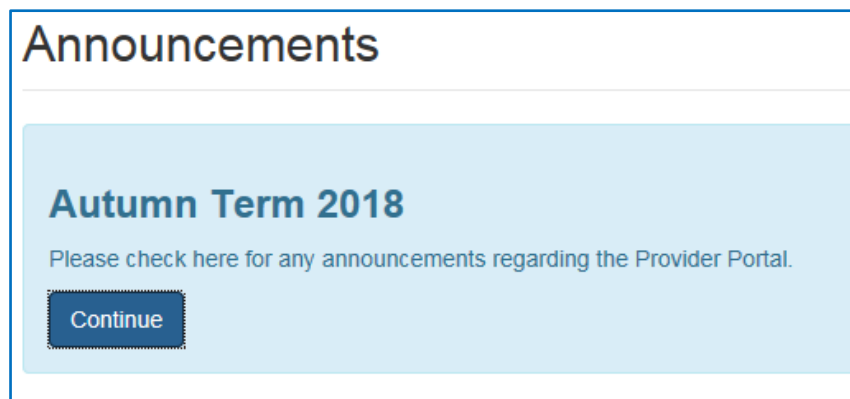 Announcements
Autumn Term 2018
Please check here for any announcements regarding the Provider Portal.
Continue